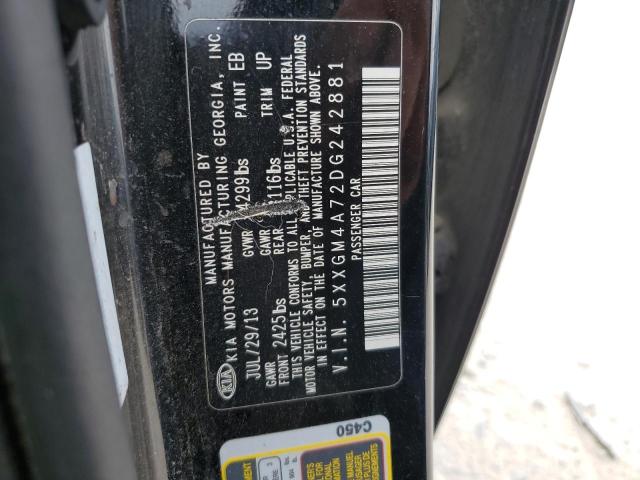 KIA
MANUFACTURED BY
KIA MOTORS MANUFACTURING GEORGIA, INC.
JUL/29/13 GVWR 4299lbs PAINT EB
GAWR FRONT 2425lbs GAWR REAR 116lbs TRIM UP
THIS VEHICLE CONFORMS TO ALL APPLICABLE U.S.A. FEDERAL
MOTOR VEHICLE SAFETY, BUMPER, AND THEFT PREVENTION STANDARDS
IN EFFECT ON THE DATE OF MANUFACTURE SHOWN ABOVE.
V.I.N. 5XXGM4A72DG242881
PASSENGER CAR
C450